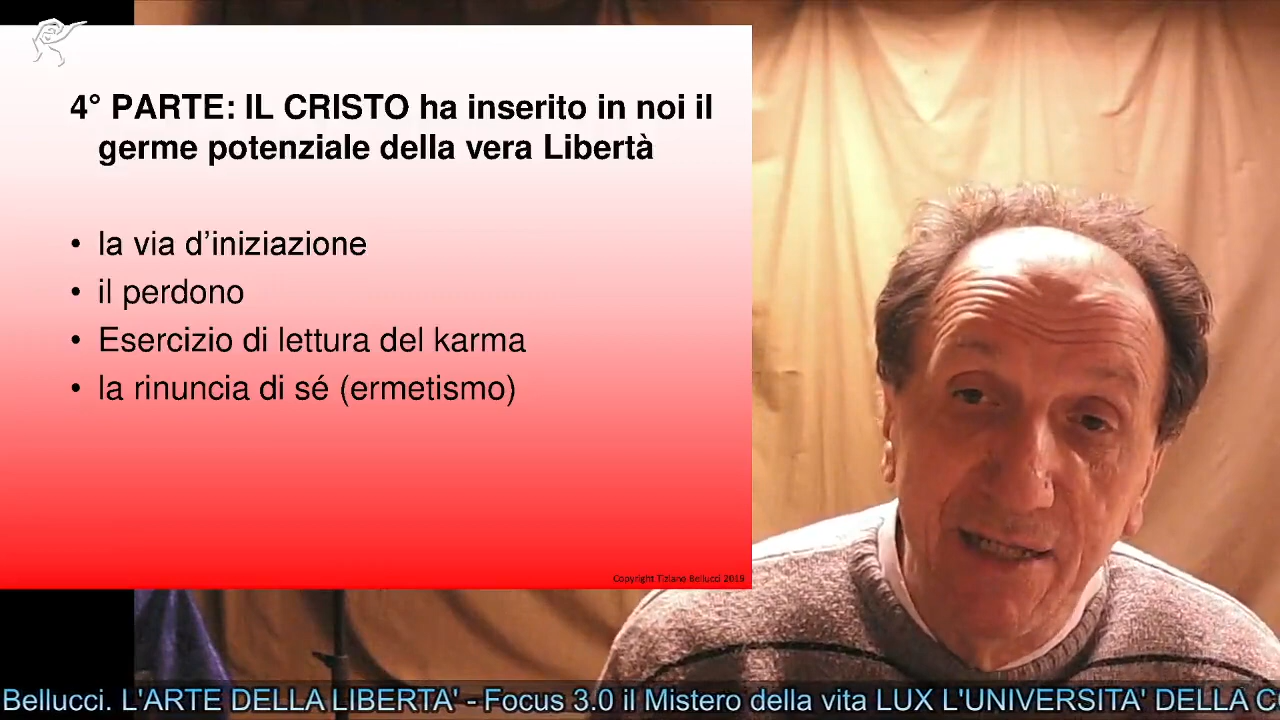 4° PARTE: IL CRISTO ha inserito in noi il
germe potenziale della vera Libertà
• la via d'iniziazione
• il perdono
• Esercizio di lettura del karma
• la rinuncia di sé (ermetismo)
Copyright Tiziano Bellucci 2019
Bellucci. L'ARTE DELLA LIBERTA' - Focus 3.0 il Mistero della vita LUX L'UNIVERSITA' DELLA